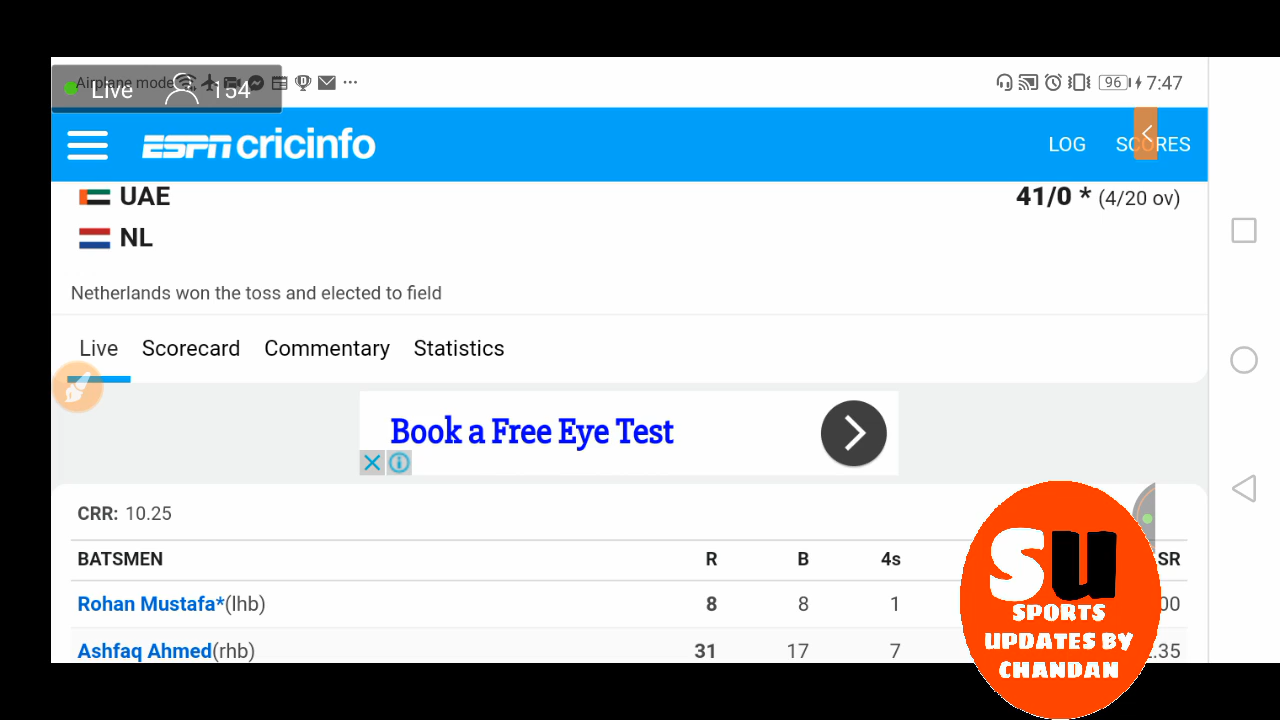 Airplane mode 96 7:47
Live 154
ESPN cricinfo LOG SCORES
UAE 41/0 * (4/20 ov)
NL
Netherlands won the toss and elected to field
Live Scorecard Commentary Statistics
Book a Free Eye Test
CRR: 10.25
BATSMEN R B 4s SR
Rohan Mustafa*(lhb) 8 8 1 00
Ashfaq Ahmed(rhb) 31 17 7 .35
SU
SPORTS
UPDATES BY
CHANDAN